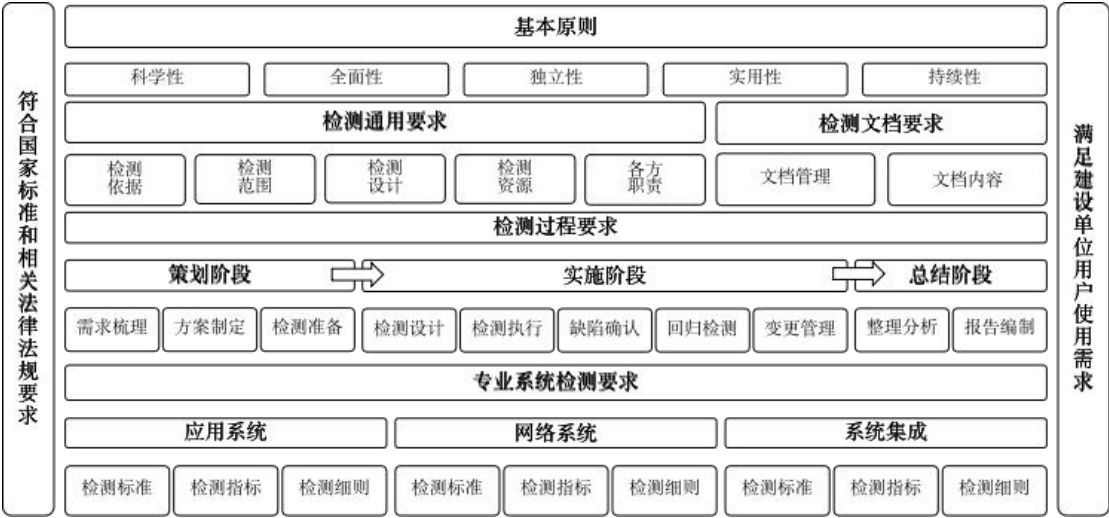 符合国家标准和相关法律法规要求
基本原则
科学性 全面性 独立性 实用性 持续性
检测通用要求 检测文档要求
检测依据 检测范围 检测设计 检测资源 各方职责 文档管理 文档内容
检测过程要求
策划阶段 实施阶段 总结阶段
需求梳理 方案制定 检测准备 检测设计 检测执行 缺陷确认 回归检测 变更管理 整理分析 报告编制
专业系统检测要求
应用系统 网络系统 系统集成
检测标准 检测指标 检测细则 检测标准 检测指标 检测细则 检测标准 检测指标 检测细则
满足建设单位用户使用需求